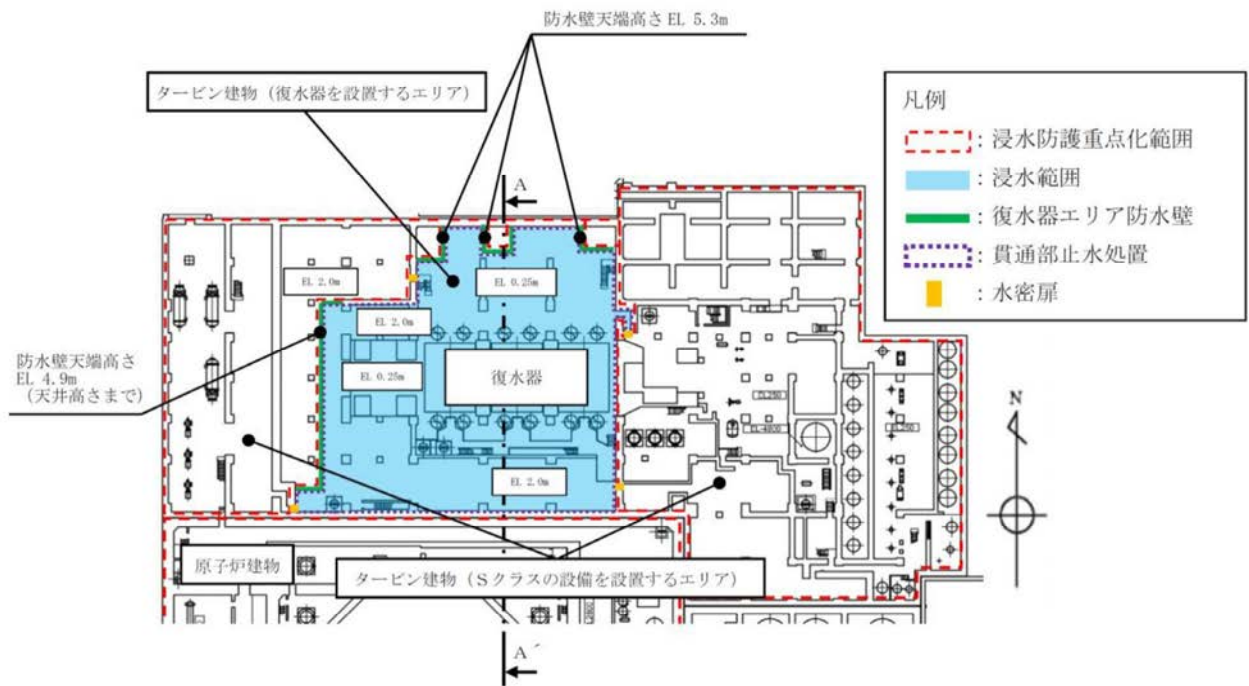 防水壁天端高さ EL 5.3m
タービン建物（復水器を設置するエリア）
凡例
：浸水防護重点化範囲
：浸水範囲
：復水器エリア防水壁
：貫通部止水処置
：水密扉
A
EL 2.0m
EL 0.25m
EL 2.0m
防水壁天端高さ
EL 4.9m
（天井高さまで）
EL 0.25m
復水器
EL250
EL-4800
EL250
N
EL 2.0m
原子炉建物
タービン建物（Ｓクラスの設備を設置するエリア）
A´